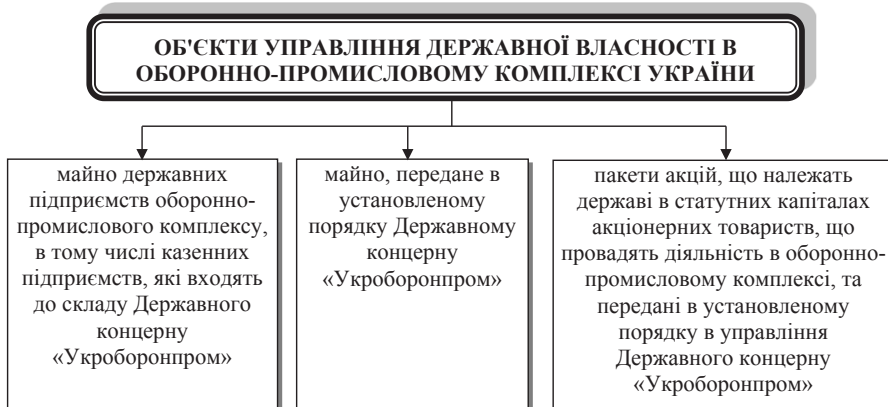 ОБ'ЄКТИ УПРАВЛІННЯ ДЕРЖАВНОЇ ВЛАСНОСТІ В
ОБОРОННО-ПРОМИСЛОВОМУ КОМПЛЕКСІ УКРАЇНИ
майно державних
підприємств оборонно-
промислового комплексу,
в тому числі казенних
підприємств, які входять
до складу Державного
концерну
«Укроборонпром»
майно, передане в
установленому
порядку Державному
концерну
«Укроборонпром»
пакети акцій, що належать
державі в статутних капіталах
акціонерних товариств, що
провадять діяльність в оборонно-
промисловому комплексі, та
передані в установленому
порядку в управління
Державного концерну
«Укроборонпром»